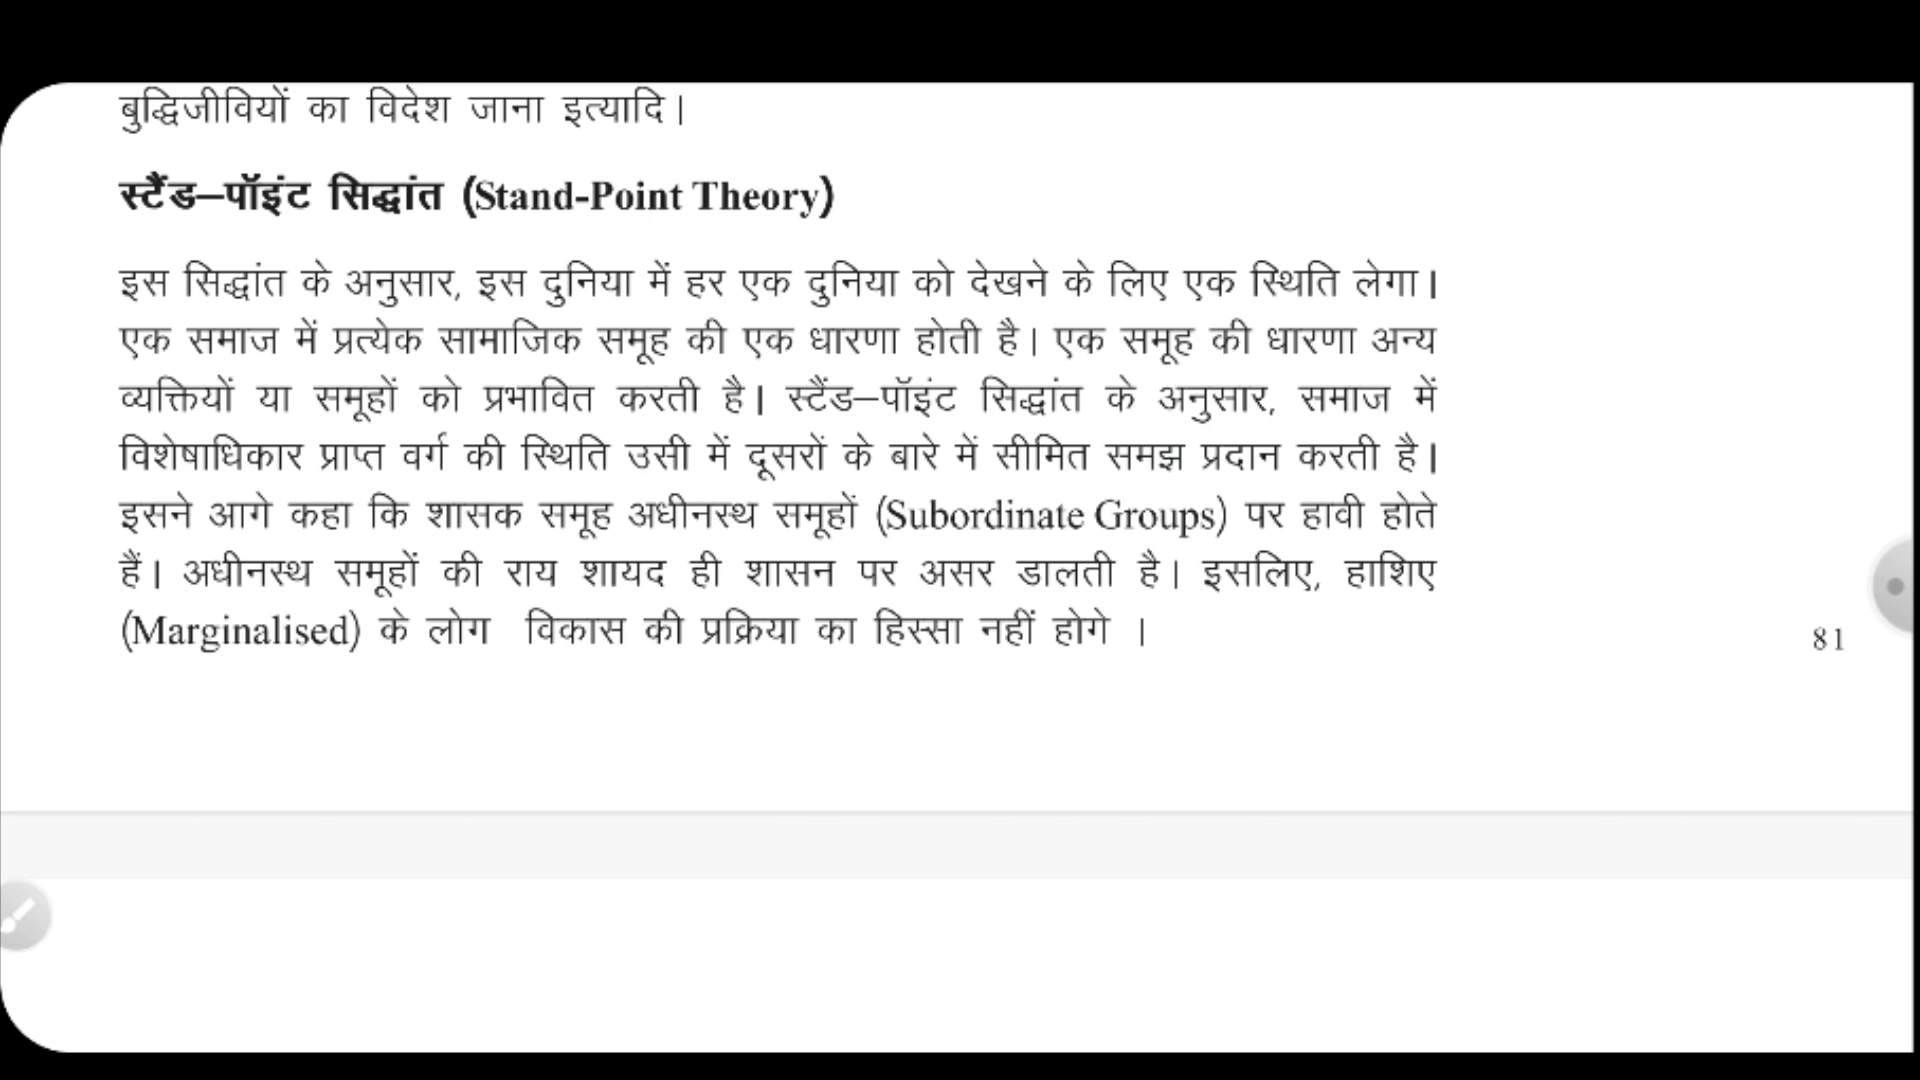 बुद्धिजीवियों का विदेश जाना इत्यादि।
स्टैंड–पॉइंट सिद्धांत (Stand-Point Theory)
इस सिद्धांत के अनुसार, इस दुनिया में हर एक दुनिया को देखने के लिए एक स्थिति लेगा।
एक समाज में प्रत्येक सामाजिक समूह की एक धारणा होती है। एक समूह की धारणा अन्य
व्यक्तियों या समूहों को प्रभावित करती है। स्टैंड–पॉइंट सिद्धांत के अनुसार, समाज में
विशेषाधिकार प्राप्त वर्ग की स्थिति उसी में दूसरों के बारे में सीमित समझ प्रदान करती है।
इसने आगे कहा कि शासक समूह अधीनस्थ समूहों (Subordinate Groups) पर हावी होते
हैं। अधीनस्थ समूहों की राय शायद ही शासन पर असर डालती है। इसलिए, हाशिए
(Marginalised) के लोग विकास की प्रक्रिया का हिस्सा नहीं होगे ।
81